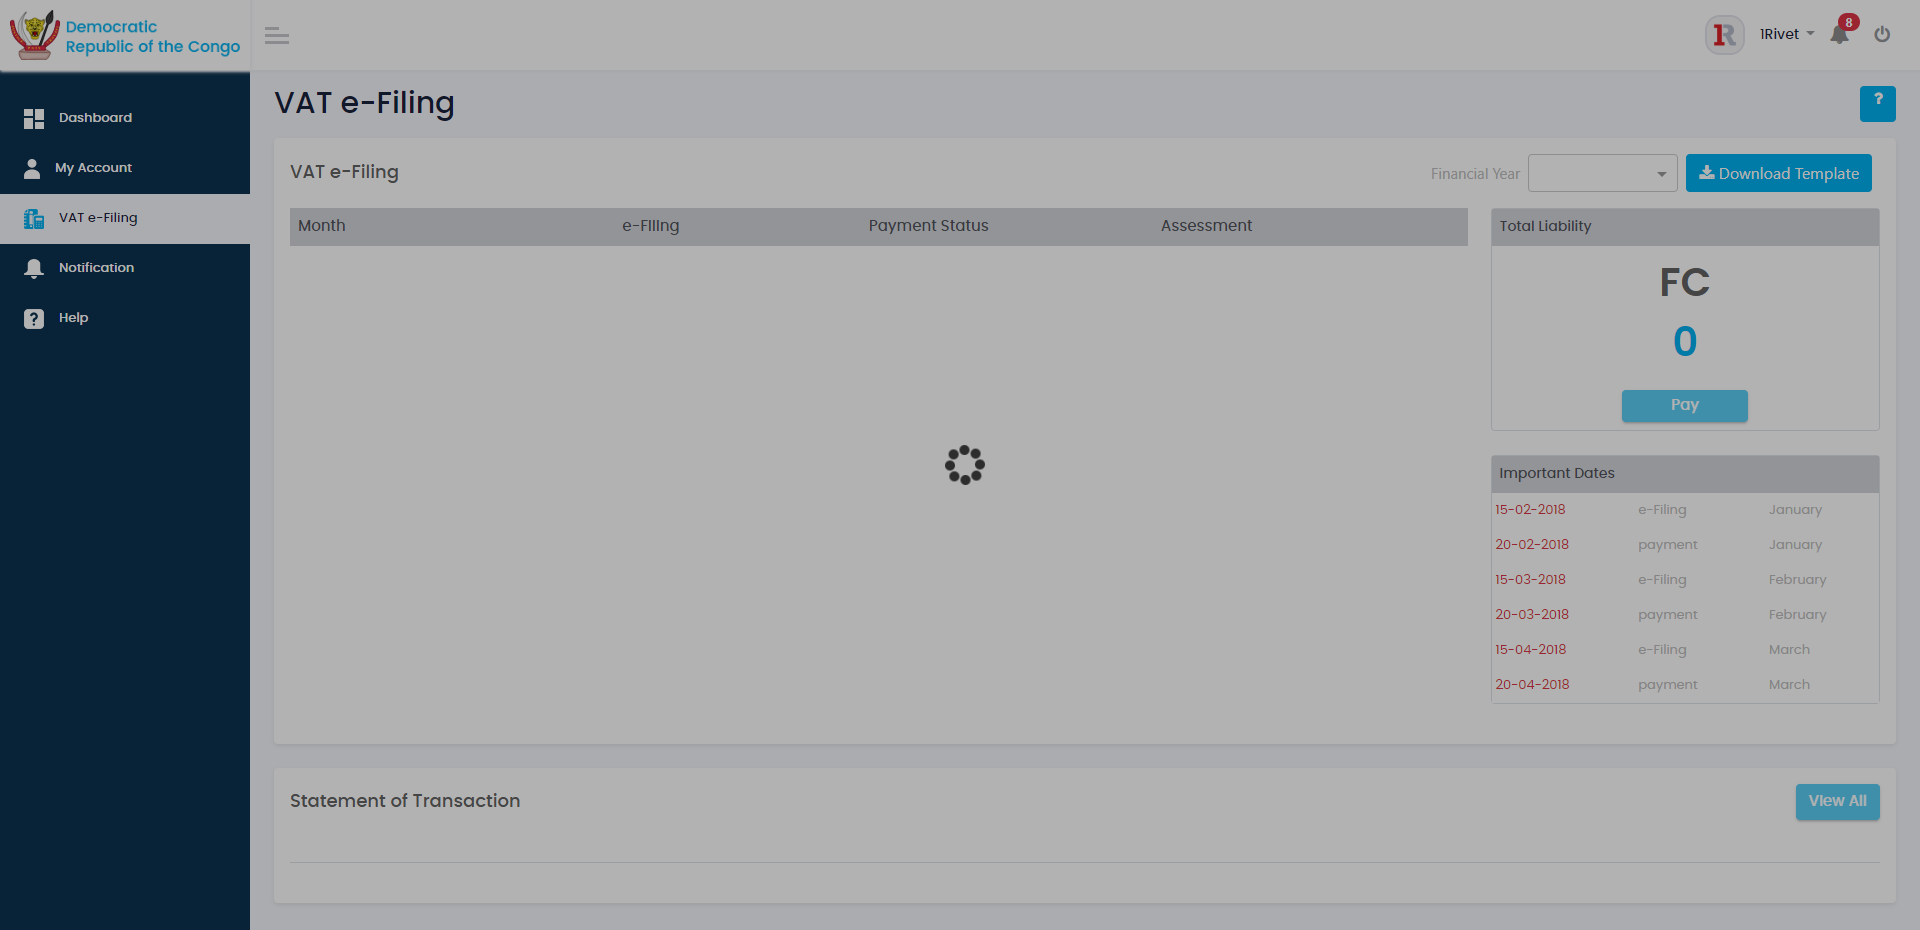 Democratic
Republic of the Congo
1R
1Rivet
8
Dashboard
My Account
VAT e-Filing
Notification
Help
VAT e-Filing
?
VAT e-Filing
Financial Year
Download Template
Month e-Filing Payment Status Assessment
Total Liability
FC
0
Pay
Important Dates
15-02-2018 e-Filing January
20-02-2018 payment January
15-03-2018 e-Filing February
20-03-2018 payment February
15-04-2018 e-Filing March
20-04-2018 payment March
Statement of Transaction
View All